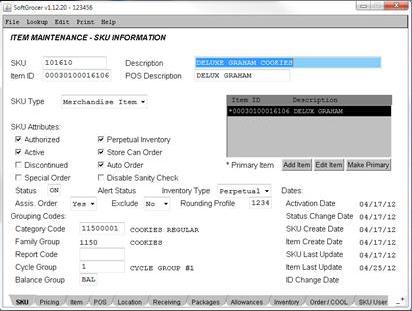 SoftGrocer v1.12.20 - 123456
File Lookup Edit Print Help
ITEM MAINTENANCE - SKU INFORMATION
SKU 101610 Description DELUXE GRAHAM COOKIES
Item ID 00030100016106 POS Description DELUX GRAHAM
SKU Type Merchandise Item
Item ID Description
*00030100016106 DELUX GRAHAM
SKU Attributes:
Authorized Perpetual Inventory
Active Store Can Order
Discontinued Auto Order * Primary Item Add Item Edit Item Make Primary
Special Order Disable Sanity Check
Status ON Alert Status Inventory Type Perpetual Dates:
Assis. Order Yes Exclude No Rounding Profile 1234 Activation Date 04/17/12
Grouping Codes: Status Change Date 04/17/12
Category Code 11500001 COOKIES REGULAR SKU Create Date 04/17/12
Family Group 1150 COOKIES Item Create Date 04/17/12
Report Code SKU Last Update 04/17/12
Cycle Group 1 CYCLE GROUP #1 Item Last Update 04/25/12
Balance Group BAL ID Change Date
SKU Pricing Item POS Location Receiving Packages Allowances Inventory Order / COOL SKU User